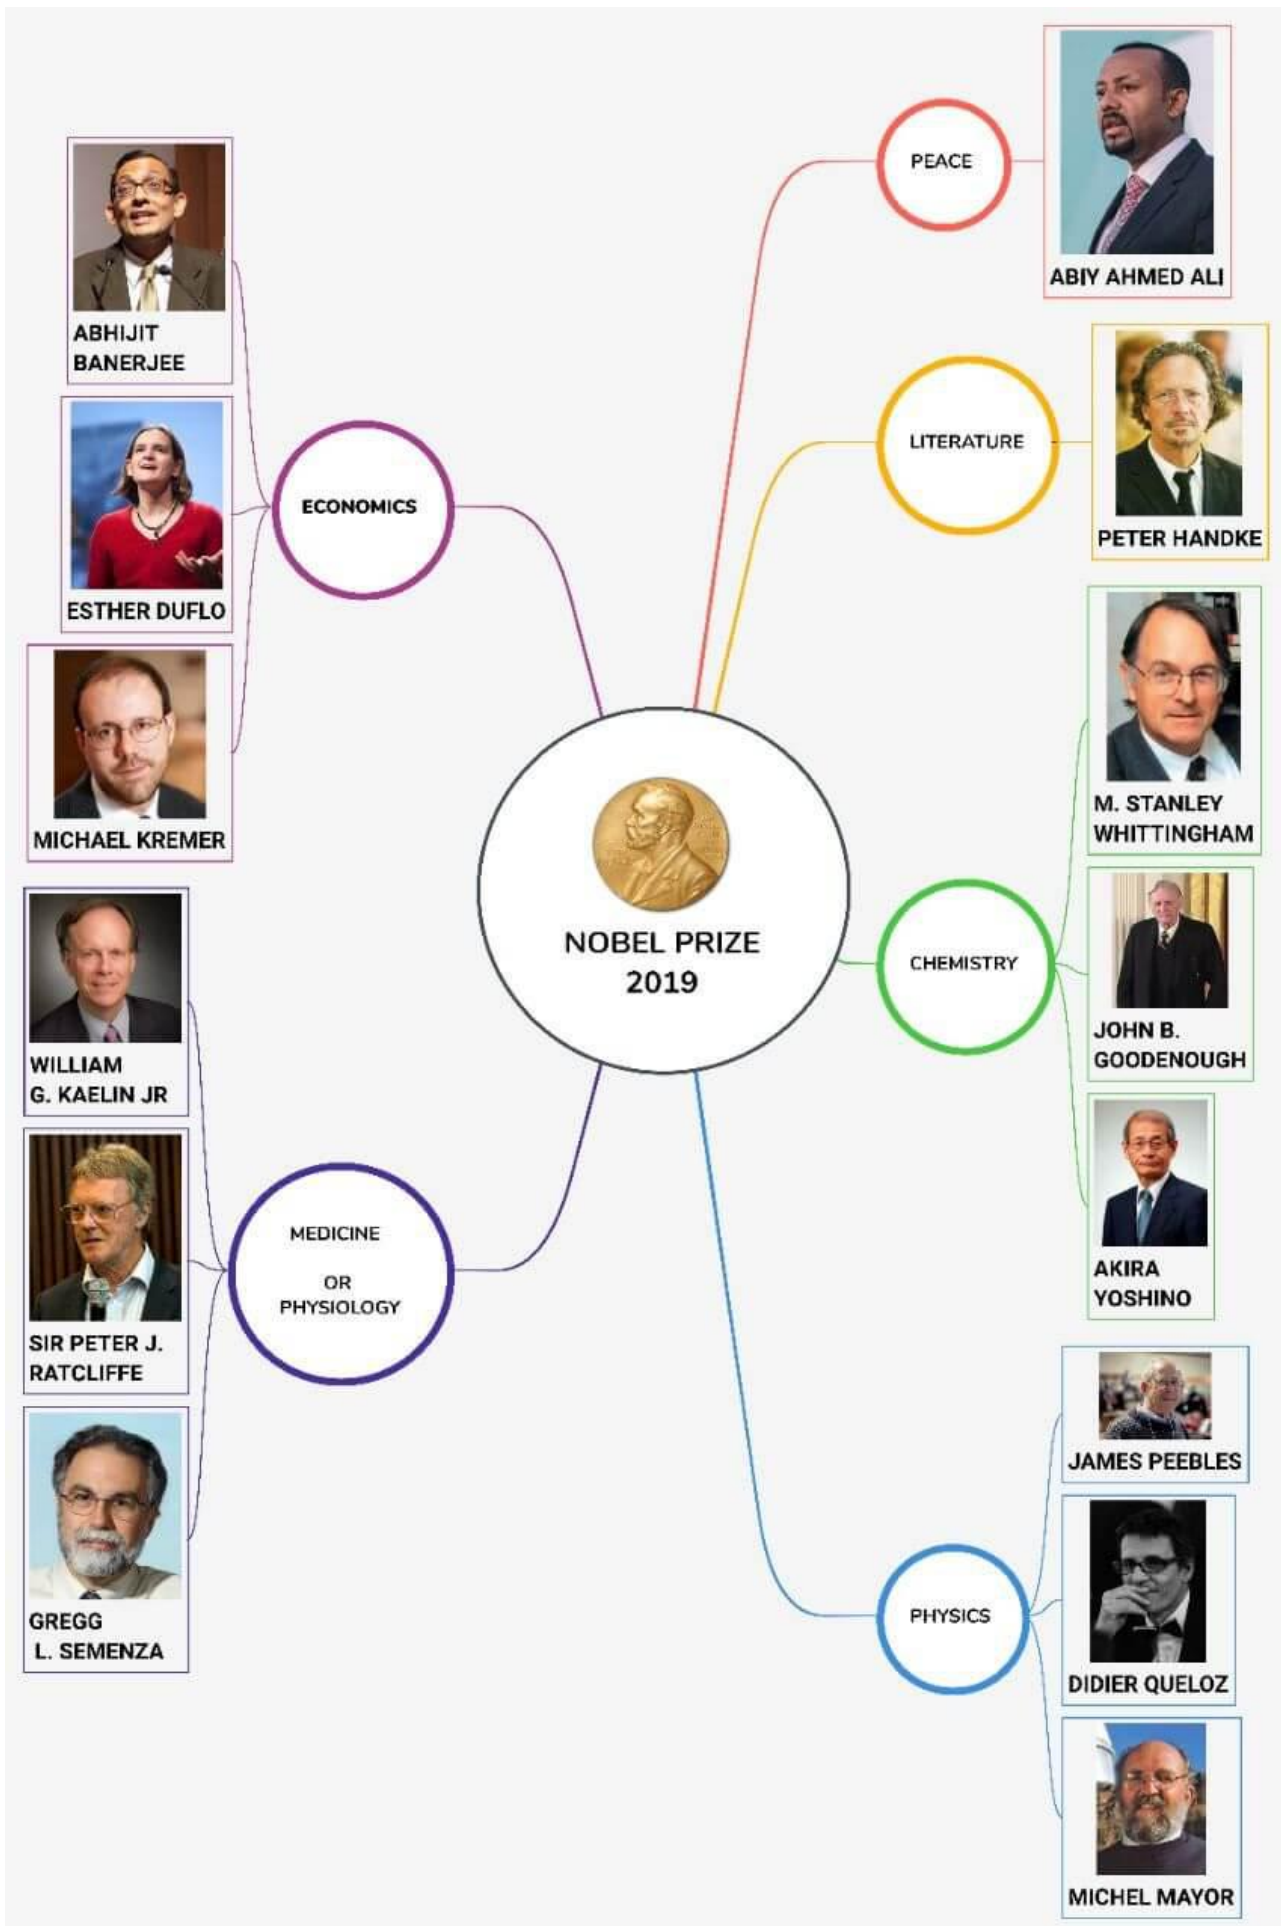 PEACE
ABIY AHMED ALI
LITERATURE
PETER HANDKE
ABHIJIT
BANERJEE
ESTHER DUFLO
MICHAEL KREMER
ECONOMICS
NOBEL PRIZE
2019
CHEMISTRY
M. STANLEY
WHITTINGHAM
JOHN B.
GOODENOUGH
AKIRA
YOSHINO
WILLIAM
G. KAELIN JR
SIR PETER J.
RATCLIFFE
GREGG
L. SEMENZA
MEDICINE
OR
PHYSIOLOGY
PHYSICS
JAMES PEEBLES
DIDIER QUELOZ
MICHEL MAYOR